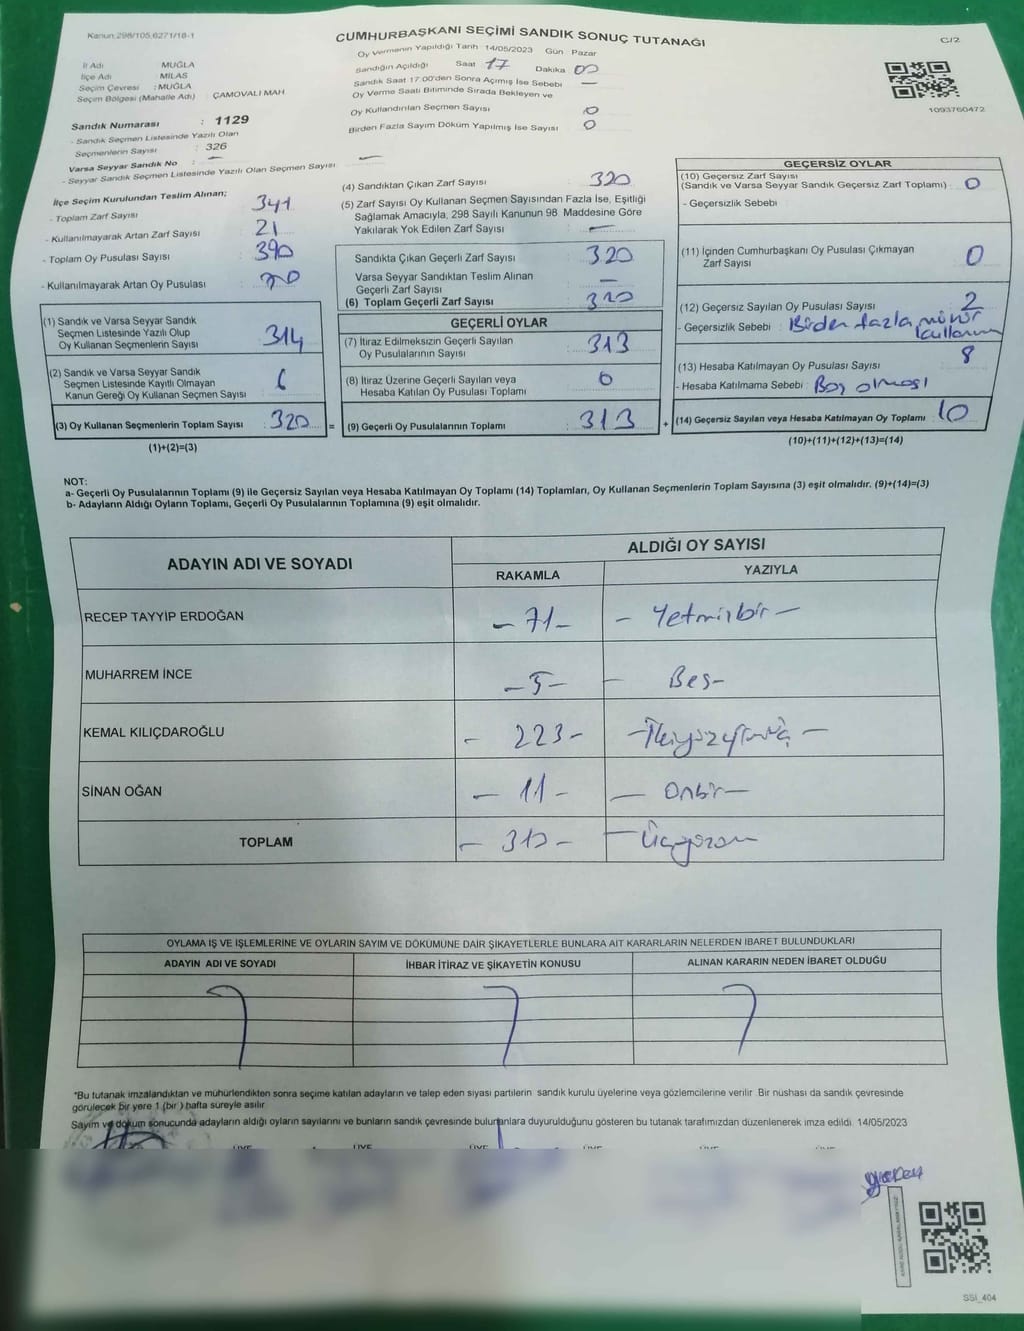 Kanun 298/105,6271/18-1
CUMHURBAŞKANI SEÇİMİ SANDIK SONUÇ TUTANAĞI
C/2
Oy Vermenin Yapıldığı Tarih 14/05/2023 Gün Pazar
Sandığın Açıldığı Saat 17 Dakika 00
Sandık Saat 17:00'den Sonra Açımış İse Sebebi —
Oy Verme Saati Bitiminde Sırada Bekleyen ve
Oy Kullandırılan Seçmen Sayısı 0
Birden Fazla Sayım Döküm Yapılmış İse Sayısı 0
1093760472
İl Adı : MUĞLA
İlçe Adı : MİLAS
Seçim Çevresi : MUĞLA
Seçim Bölgesi (Mahalle Adı) : ÇAMOVALI MAH
Sandık Numarası : 1129
- Sandık Seçmen Listesinde Yazılı Olan
Seçmenlerin Sayısı : 326
Varsa Seyyar Sandık No : —
- Seyyar Sandık Seçmen Listesinde Yazılı Olan Seçmen Sayısı : —
İlçe Seçim Kurulundan Teslim Alınan;
- Toplam Zarf Sayısı 341
- Kullanılmayarak Artan Zarf Sayısı 21
- Toplam Oy Pusulası Sayısı 390
- Kullanılmayarak Artan Oy Pusulası
(1) Sandık ve Varsa Seyyar Sandık
Seçmen Listesinde Yazılı Olup
Oy Kullanan Seçmenlerin Sayısı 314
(2) Sandık ve Varsa Seyyar Sandık
Seçmen Listesinde Kayıtlı Olmayan
Kanun Gereği Oy Kullanan Seçmen Sayısı 6
(3) Oy Kullanan Seçmenlerin Toplam Sayısı : 320
(1)+(2)=(3)
(4) Sandıktan Çıkan Zarf Sayısı 320
(5) Zarf Sayısı Oy Kullanan Seçmen Sayısından Fazla İse, Eşitliği
Sağlamak Amacıyla, 298 Sayılı Kanunun 98. Maddesine Göre
Yakılarak Yok Edilen Zarf Sayısı —
Sandıkta Çıkan Geçerli Zarf Sayısı : 320
Varsa Seyyar Sandıktan Teslim Alınan
Geçerli Zarf Sayısı —
(6) Toplam Geçerli Zarf Sayısı : 320
GEÇERLİ OYLAR
(7) İtiraz Edilmeksizin Geçerli Sayılan
Oy Pusulalarının Sayısı : 313
(8) İtiraz Üzerine Geçerli Sayılan veya
Hesaba Katılan Oy Pusulası Toplamı 0
= (9) Geçerli Oy Pusulalarının Toplamı : 313
GEÇERSİZ OYLAR
(10) Geçersiz Zarf Sayısı
(Sandık ve Varsa Seyyar Sandık Geçersiz Zarf Toplamı) : 0
- Geçersizlik Sebebi
(11) İçinden Cumhurbaşkanı Oy Pusulası Çıkmayan
Zarf Sayısı 0
(12) Geçersiz Sayılan Oy Pusulası Sayısı : 2
- Geçersizlik Sebebi : Birden fazla mühür
kullanım
(13) Hesaba Katılmayan Oy Pusulası Sayısı : 8
- Hesaba Katılmama Sebebi : Boş olması
+ (14) Geçersiz Sayılan veya Hesaba Katılmayan Oy Toplamı : 10
(10)+(11)+(12)+(13)=(14)
NOT:
a- Geçerli Oy Pusulalarının Toplamı (9) ile Geçersiz Sayılan veya Hesaba Katılmayan Oy Toplamı (14) Toplamları, Oy Kullanan Seçmenlerin Toplam Sayısına (3) eşit olmalıdır. (9)+(14)=(3)
b- Adayların Aldığı Oyların Toplamı, Geçerli Oy Pusulalarının Toplamına (9) eşit olmalıdır.
ADAYIN ADI VE SOYADI
ALDIĞI OY SAYISI
RAKAMLA YAZIYLA
RECEP TAYYİP ERDOĞAN - 71 - - Yetmişbir -
MUHARREM İNCE - 5 - - Beş -
KEMAL KILIÇDAROĞLU - 223 -
SİNAN OĞAN - 11 - - Onbir -
TOPLAM - 310 - - Üçyüzon
OYLAMA İŞ VE İŞLEMLERİNE VE OYLARIN SAYIM VE DÖKÜMÜNE DAİR ŞİKAYETLERLE BUNLARA AİT KARARLARIN NELERDEN İBARET BULUNDUKLARI
ADAYIN ADI VE SOYADI İHBAR İTİRAZ VE ŞİKAYETİN KONUSU ALINAN KARARIN NEDEN İBARET OLDUĞU
*Bu tutanak imzalandıktan ve mühürlendikten sonra seçime katılan adayların ve talep eden siyasi partilerin sandık kurulu üyelerine veya gözlemcilerine verilir. Bir nüshası da sandık çevresinde
görülecek bir yere 1 (bir) hafta süreyle asılır.
Sayım ve döküm sonucunda adayların aldığı oyların sayılarını ve bunların sandık çevresinde bulunanlara duyurulduğunu gösteren bu tutanak tarafımızdan düzenlenerek imza edildi. 14/05/2023
ÜYE ÜYE ÜYE ÜYE ÜYE ÜYE
SSI_404